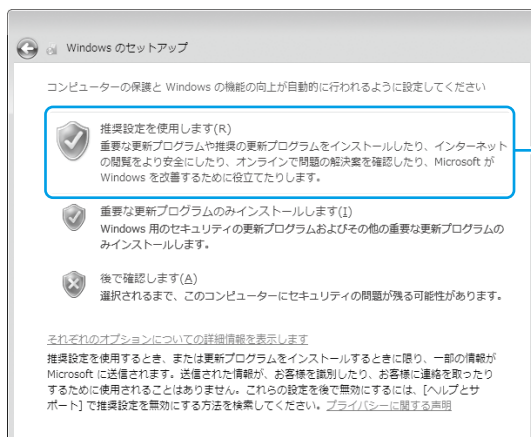 Windows のセットアップ
コンピューターの保護と Windows の機能の向上が自動的に行われるように設定してください
推奨設定を使用します(R)
重要な更新プログラムや推奨の更新プログラムをインストールしたり、インターネット
の閲覧をより安全にしたり、オンラインで問題の解決案を確認したり、Microsoft が
Windows を改善するために役立てたりします。
重要な更新プログラムのみインストールします(I)
Windows 用のセキュリティの更新プログラムおよびその他の重要な更新プログラムの
みインストールします。
後で確認します(A)
選択されるまで、このコンピューターにセキュリティの問題が残る可能性があります。
それぞれのオプションについての詳細情報を表示します
推奨設定を使用するとき、または更新プログラムをインストールするときに限り、一部の情報が
Microsoft に送信されます。送信された情報が、お客様を識別したり、お客様に連絡を取ったり
するために使用されることはありません。これらの設定を後で無効にするには、[ヘルプとサ
ポート] で推奨設定を無効にする方法を検索してください。プライバシーに関する声明